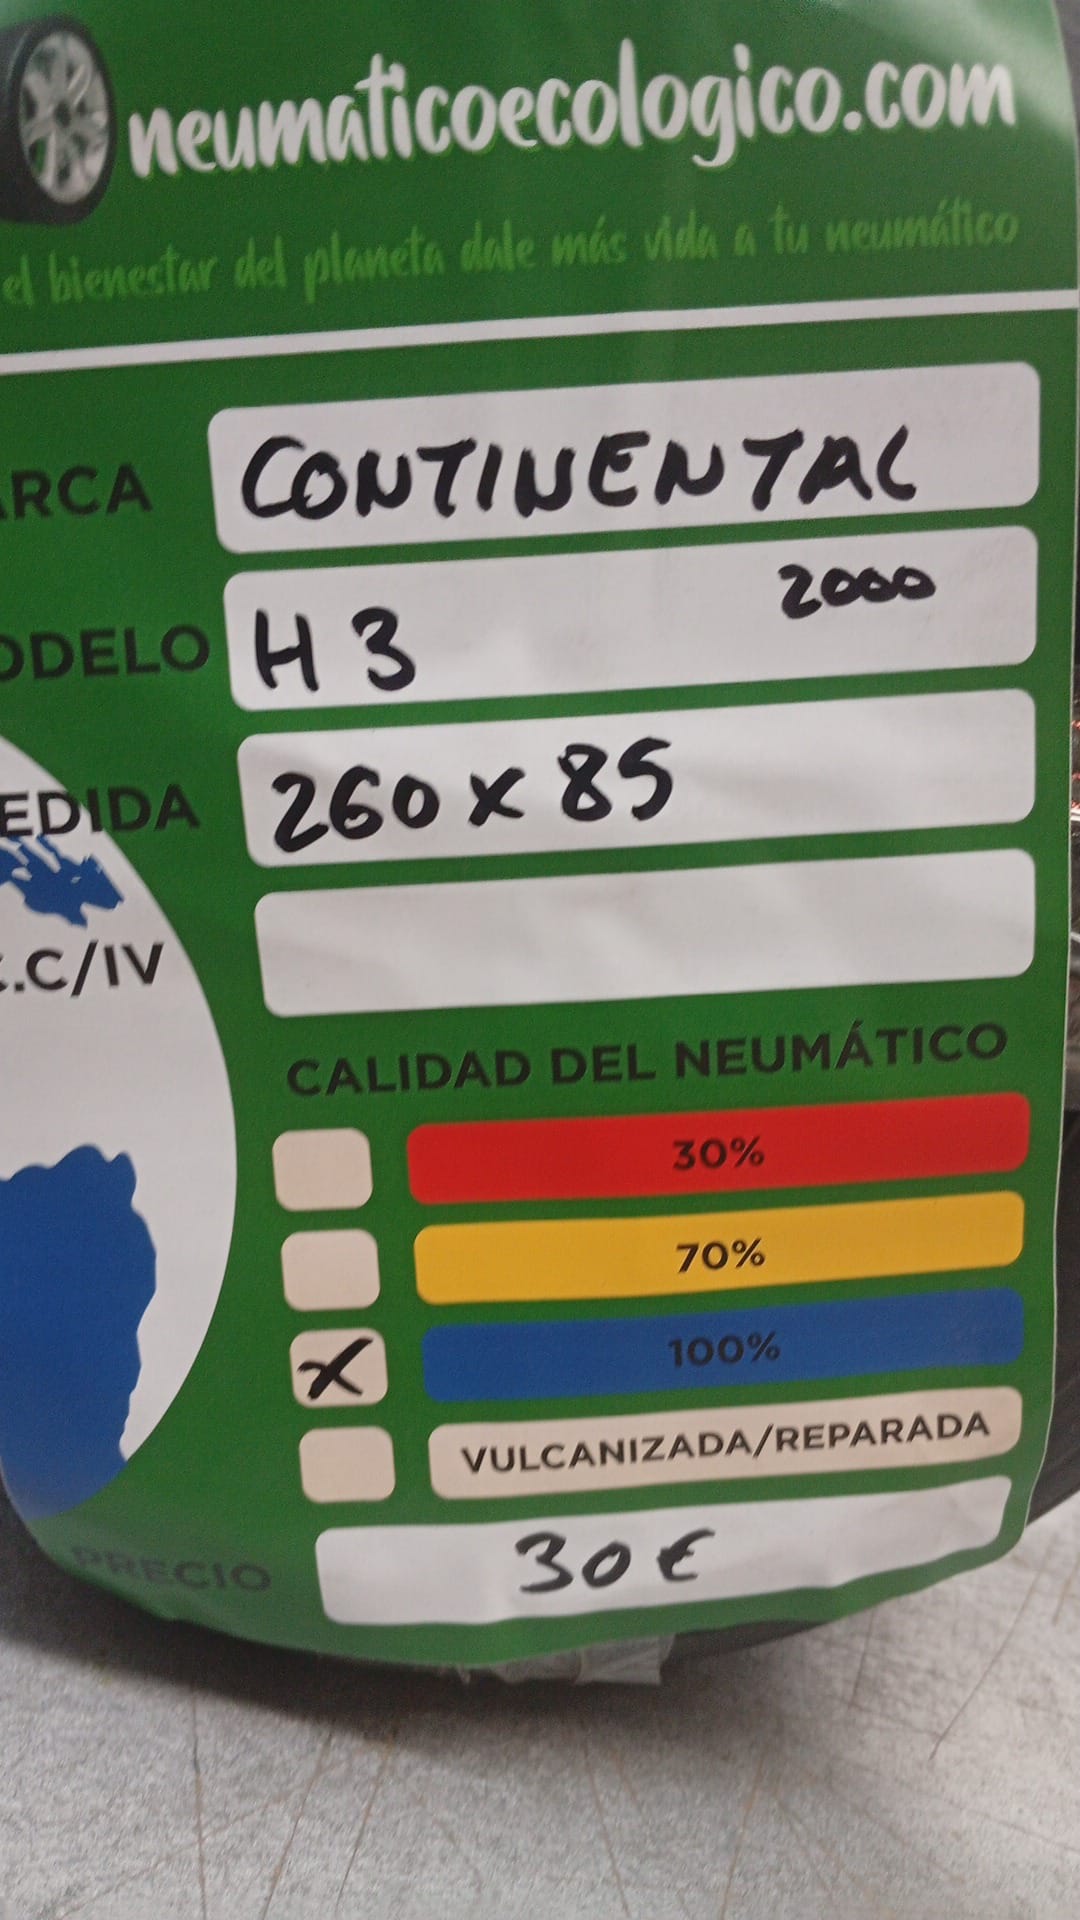 neumaticoecologico.com
el bienestar del planeta dale más vida a tu neumático
ARCA CONTINENTAL
ODELO H3 2000
EDIDA 260 x 85
.C/IV
CALIDAD DEL NEUMÁTICO
30%
70%
X 100%
VULCANIZADA/REPARADA
PRECIO 30 €